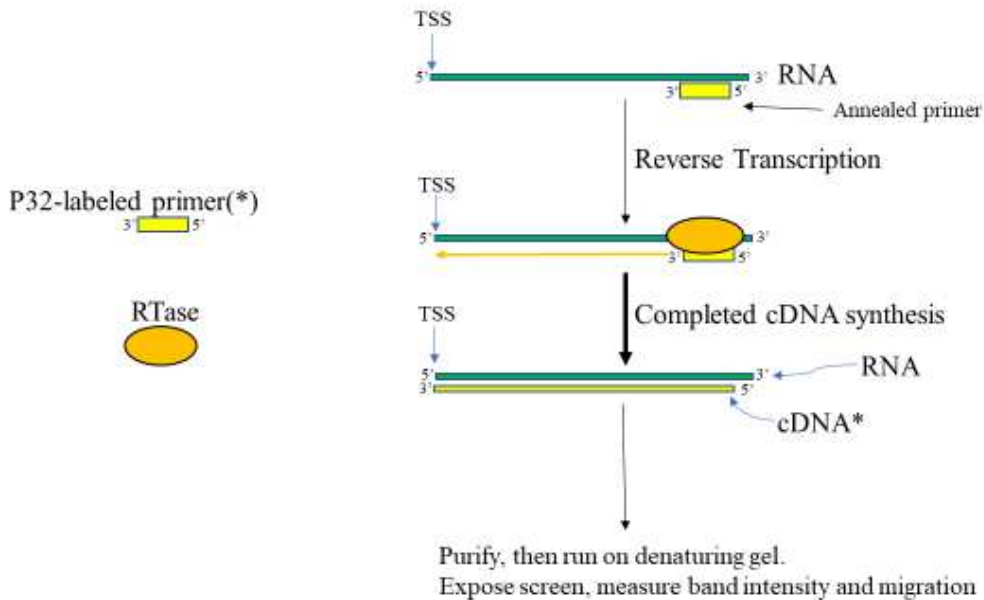 TSS
5’ 3’ RNA
3’ 5’
Annealed primer
Reverse Transcription
P32-labeled primer(*)
3’ 5’
TSS
5’ 3’
3’ 5’
RTase
Completed cDNA synthesis
TSS
5’ 3’ RNA
3’ 5’
cDNA*
Purify, then run on denaturing gel.
Expose screen, measure band intensity and migration